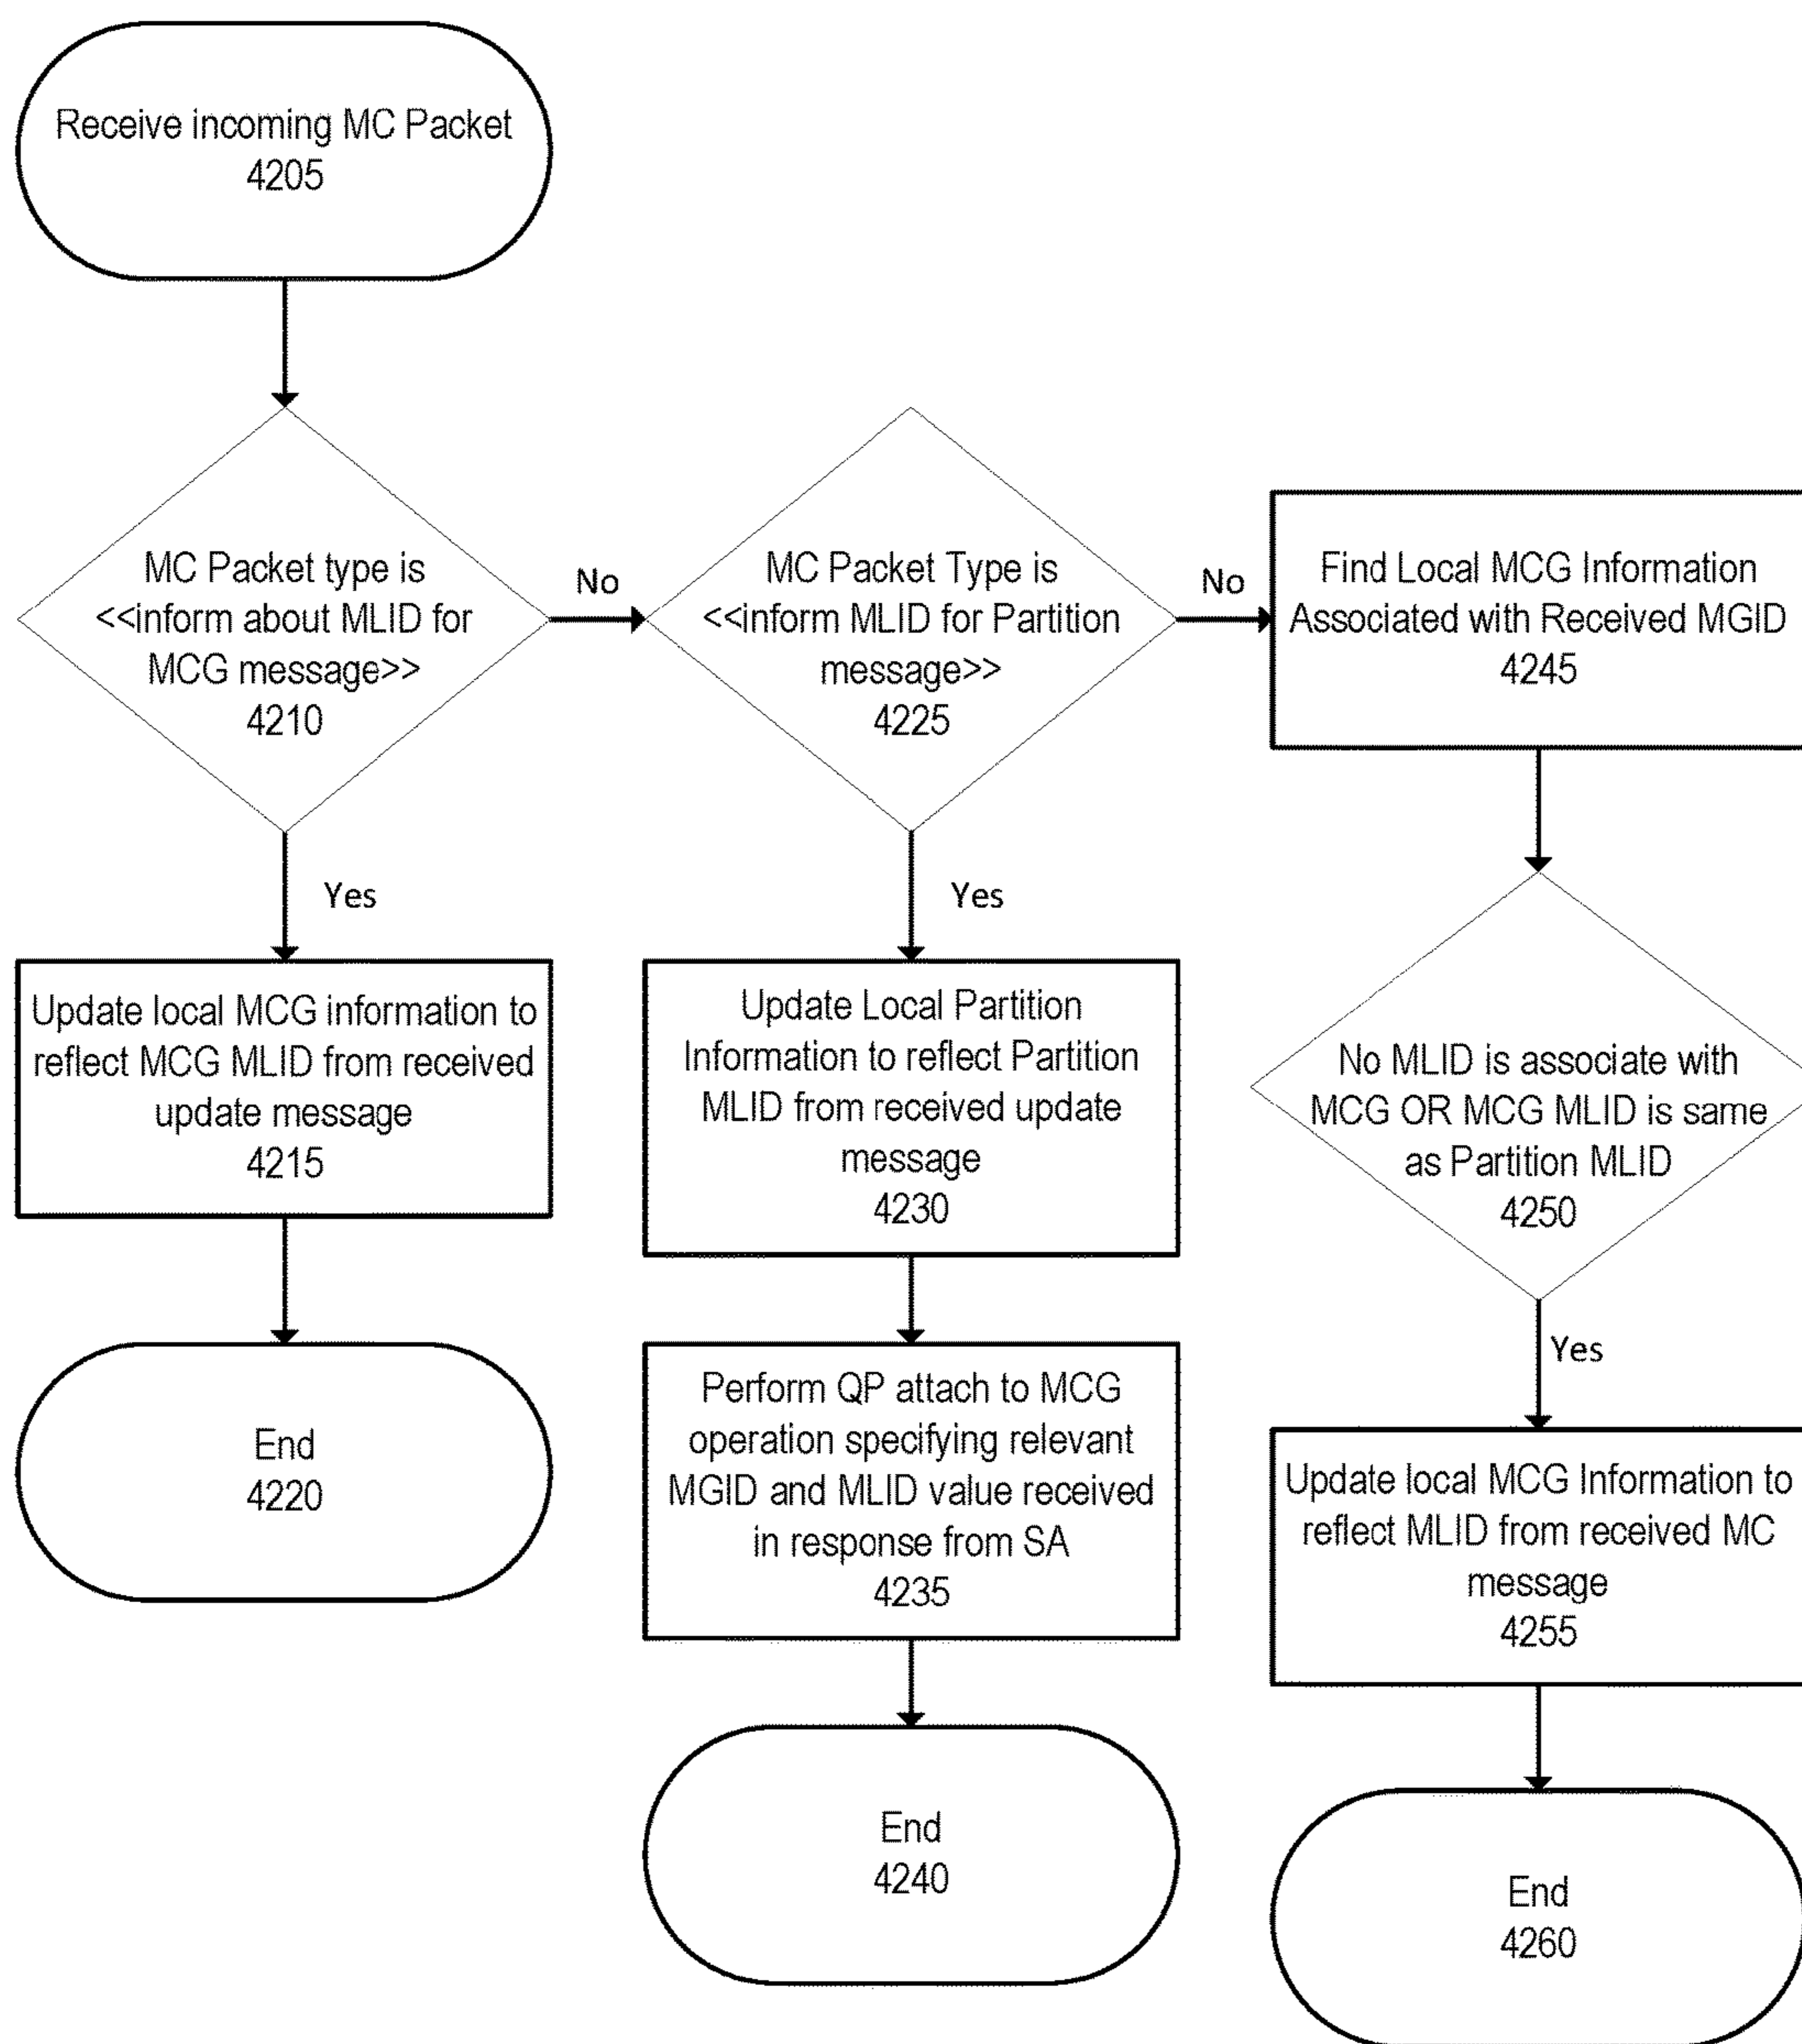 Receive incoming MC Packet
4205
MC Packet type is
<<inform about MLID for
MCG message>>
4210
No
MC Packet Type is
<<inform MLID for Partition
message>>
4225
No
Find Local MCG Information
Associated with Received MGID
4245
Yes
Yes
No MLID is associate with
MCG OR MCG MLID is same
as Partition MLID
4250
Update local MCG information to
reflect MCG MLID from received
update message
4215
Update Local Partition
Information to reflect Partition
MLID from received update
message
4230
Yes
End
4220
Perform QP attach to MCG
operation specifying relevant
MGID and MLID value received
in response from SA
4235
Update local MCG Information to
reflect MLID from received MC
message
4255
End
4240
End
4260